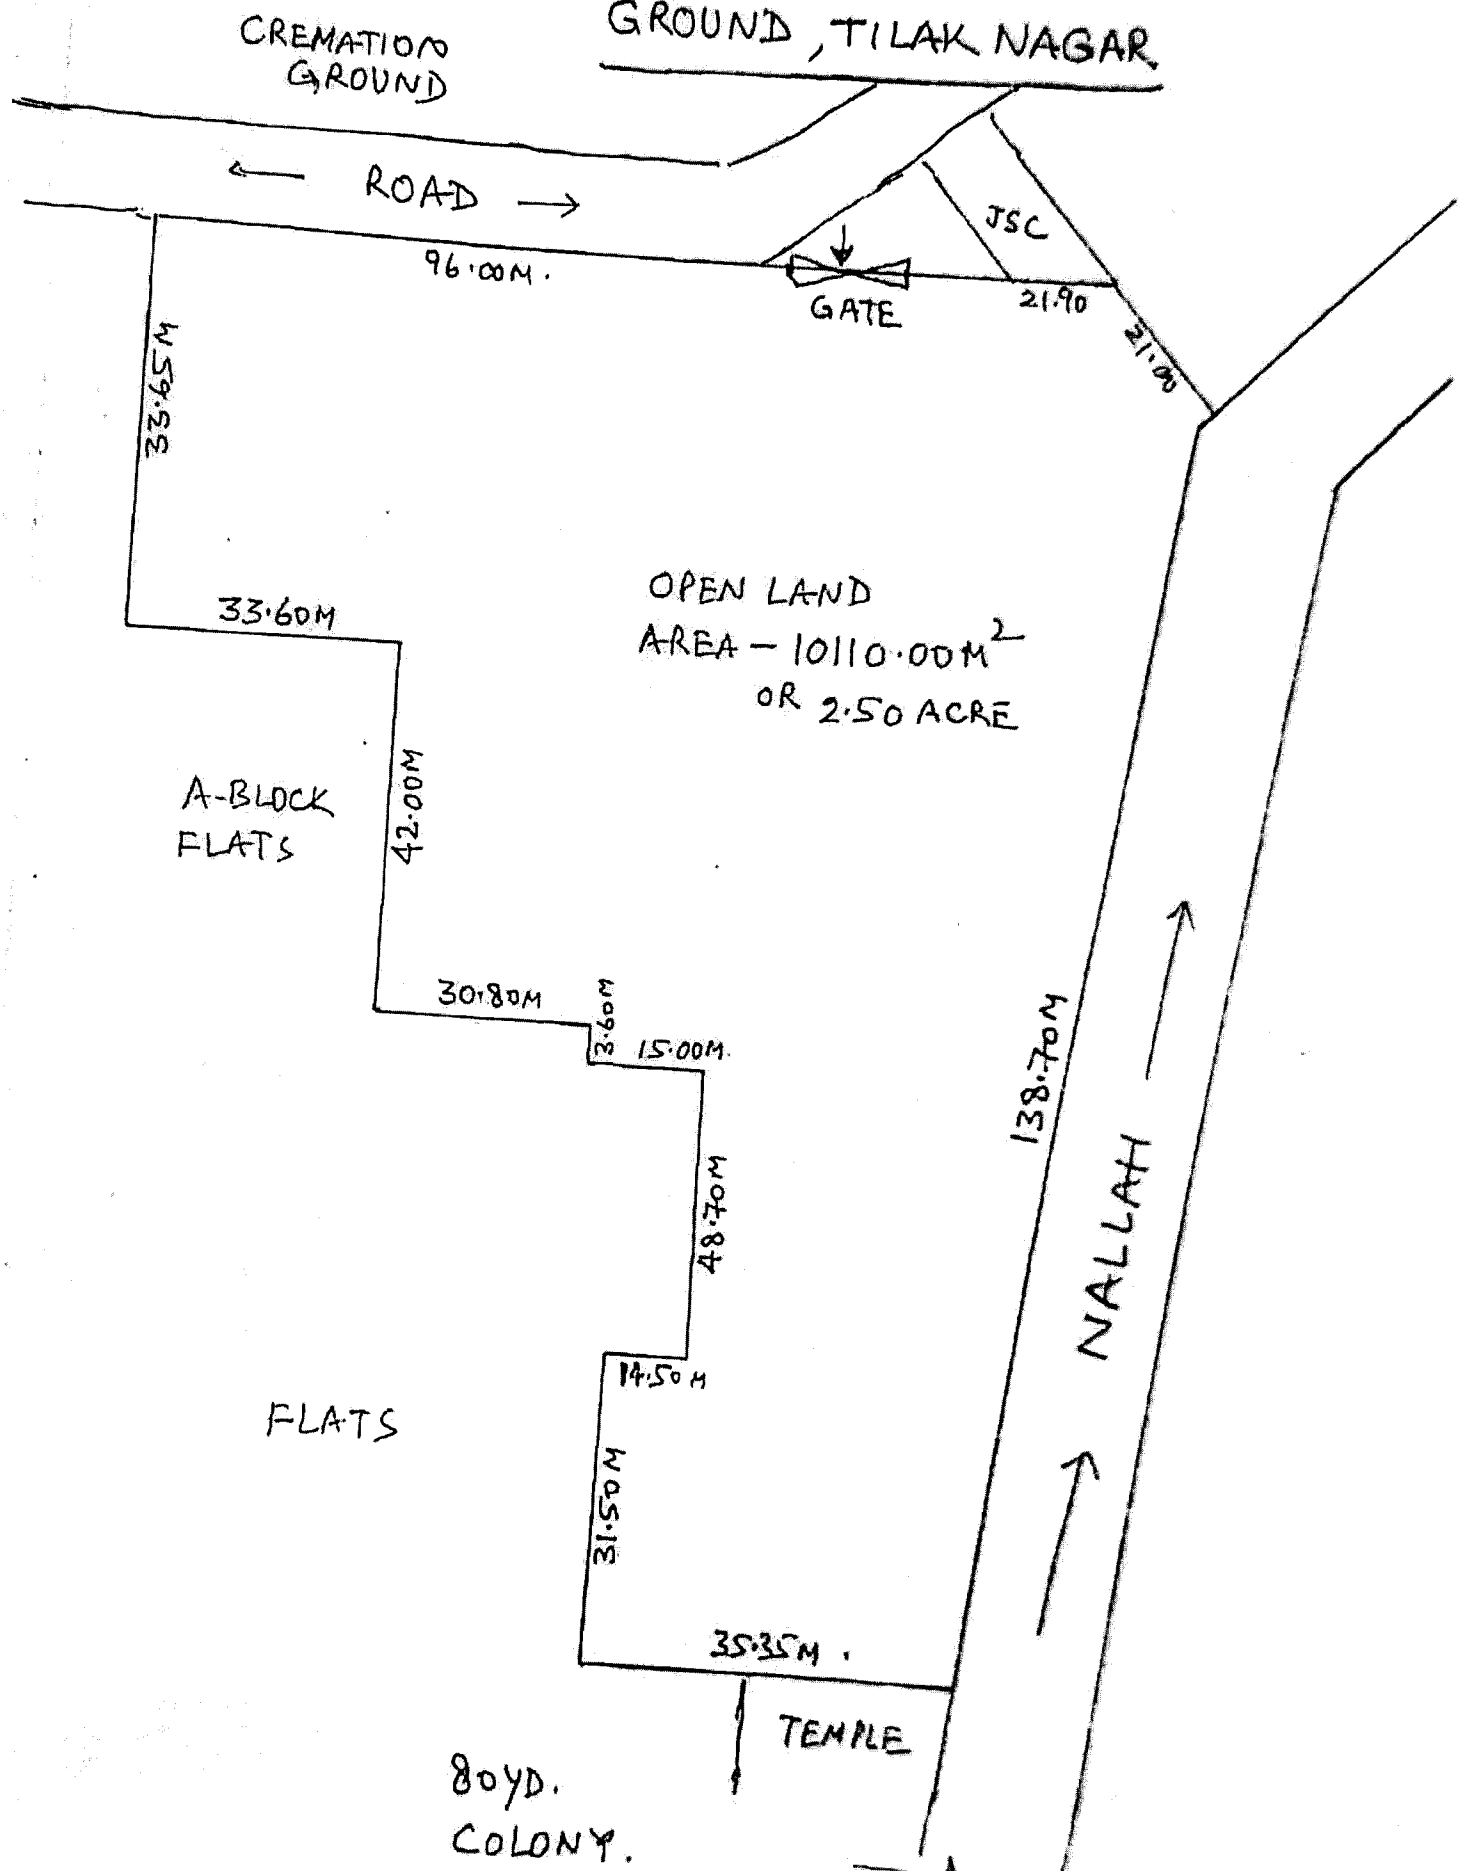 GROUND, TILAK NAGAR
CREMATION
GROUND
ROAD
JSC
96.00M.
GATE
21.90
21.00
33.65M
33.60M
OPEN LAND
AREA - 10110.00M²
OR 2.50 ACRE
A-BLOCK
FLATS
42.00M
30.80M
3.60M
15.00M.
138.70M
48.70M
NALLAH
14.50M
FLATS
31.50M
35.35M.
TEMPLE
80YD.
COLONY.